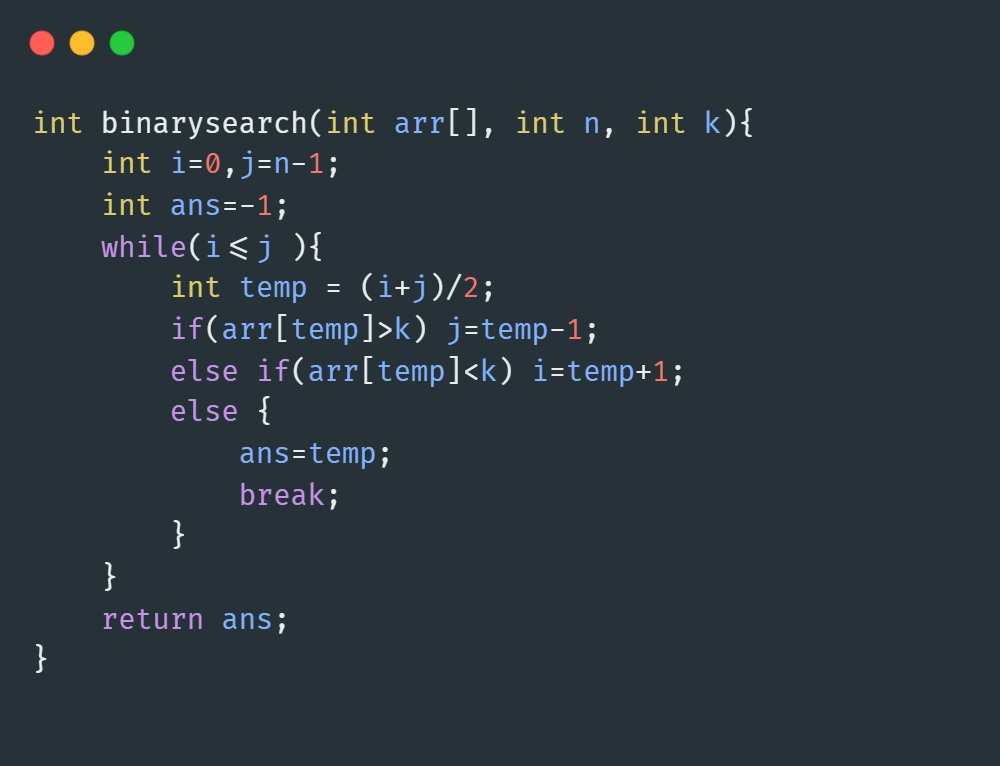 int binarysearch(int arr[], int n, int k){
    int i=0,j=n-1;
    int ans=-1;
    while(i<=j ){
        int temp = (i+j)/2;
        if(arr[temp]>k) j=temp-1;
        else if(arr[temp]<k) i=temp+1;
        else {
            ans=temp;
            break;
        }
    }
    return ans;
}